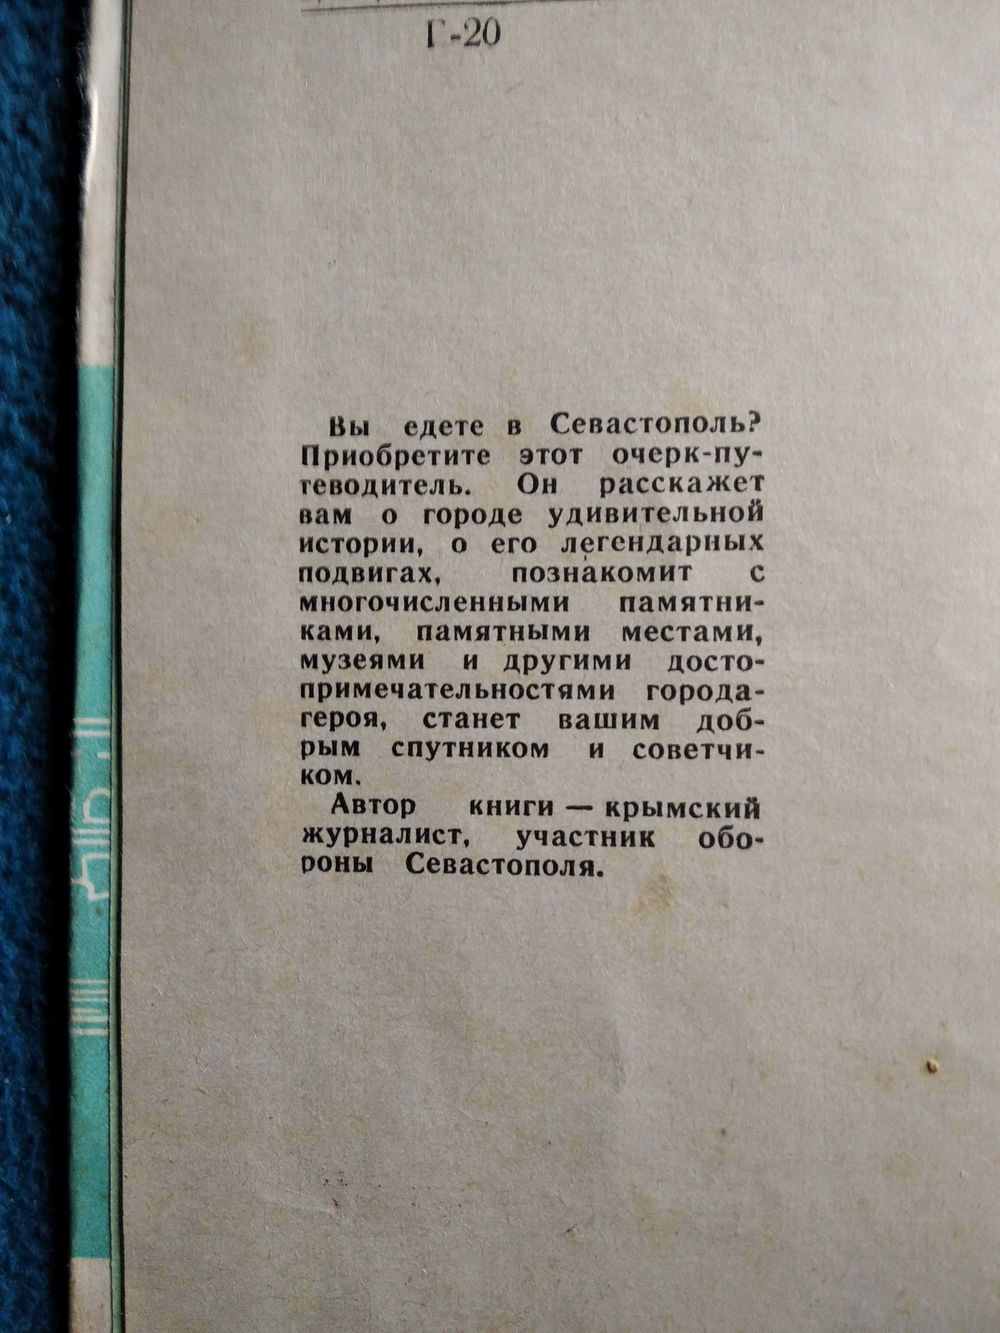 Г-20
Вы едете в Севастополь?
Приобретите этот очерк-пу-
теводитель. Он расскажет
вам о городе удивительной
истории, о его легендарных
подвигах, познакомит с
многочисленными памятни-
ками, памятными местами,
музеями и другими досто-
примечательностями города-
героя, станет вашим доб-
рым спутником и советчи-
ком.
Автор книги — крымский
журналист, участник обо-
роны Севастополя.